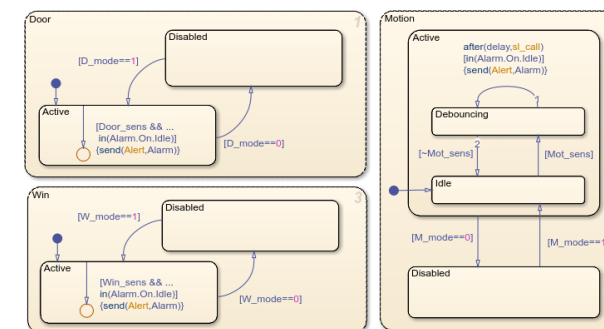 Door
1
Disabled
[D_mode==1]
Active
[Door_sens && ...
in(Alarm.On.Idle)]
{send(Alert,Alarm)}
[D_mode==0]
Win
3
Disabled
[W_mode==1]
Active
[Win_sens && ...
in(Alarm.On.Idle)]
{send(Alert,Alarm)}
[W_mode==0]
Motion
Active
after(delay,sl_call)
[in(Alarm.On.Idle)]
{send(Alert,Alarm)}
1
Debouncing
2
[~Mot_sens]
[Mot_sens]
Idle
[M_mode==0]
[M_mode==1
Disabled